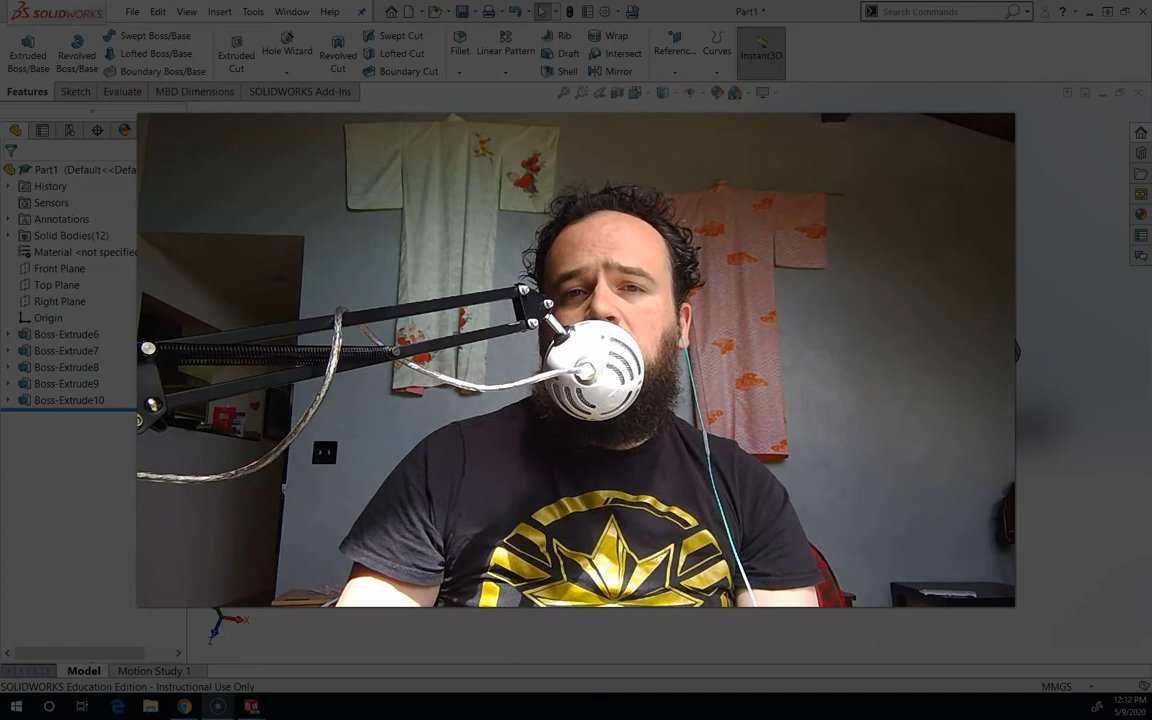 SOLIDWORKS
File Edit View Insert Tools Window Help
Part1 *
Search Commands
Extruded Boss/Base
Revolved Boss/Base
Swept Boss/Base
Lofted Boss/Base
Boundary Boss/Base
Extruded Cut
Hole Wizard
Revolved Cut
Swept Cut
Lofted Cut
Boundary Cut
Fillet
Linear Pattern
Rib
Draft
Shell
Wrap
Intersect
Mirror
Referenc...
Curves
Instant3D
Features Sketch Evaluate MBD Dimensions SOLIDWORKS Add-Ins
Part1 (Default<<Defa
History
Sensors
Annotations
Solid Bodies(12)
Material <not specified
Front Plane
Top Plane
Right Plane
Origin
Boss-Extrude6
Boss-Extrude7
Boss-Extrude8
Boss-Extrude9
Boss-Extrude10
X
Z
Model Motion Study 1
SOLIDWORKS Education Edition - Instructional Use Only
MMGS
12:12 PM
5/9/2020